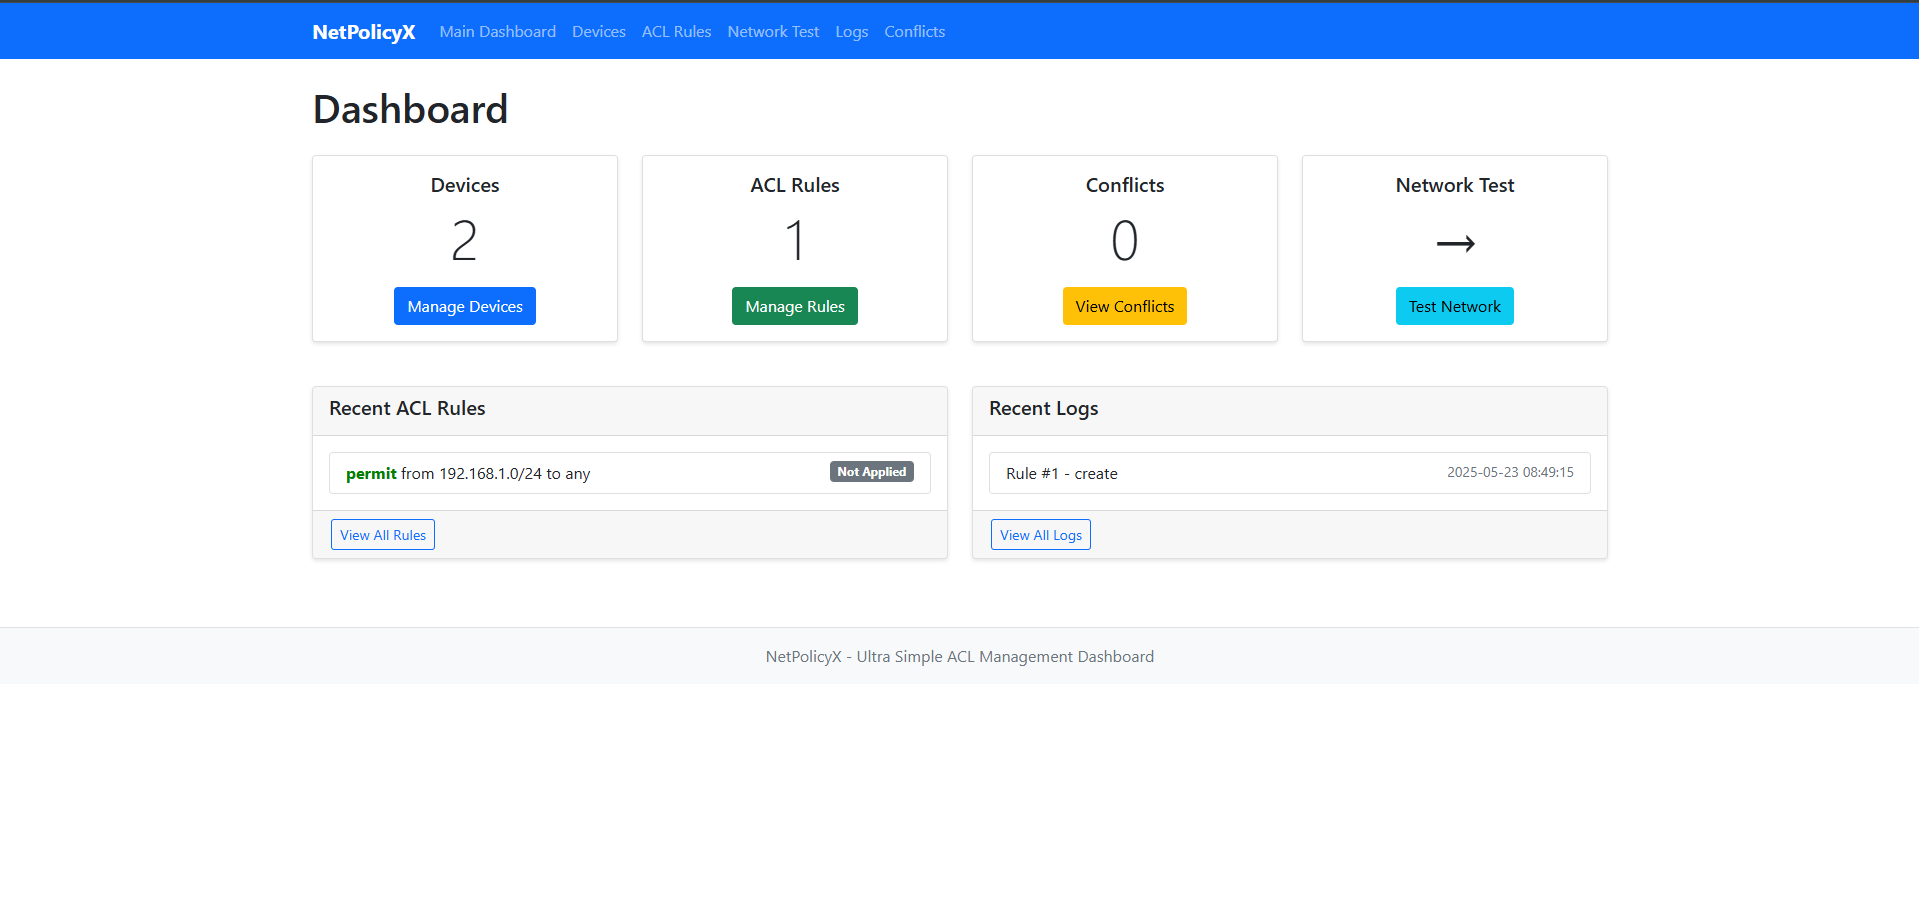 NetPolicyX Main Dashboard Devices ACL Rules Network Test Logs Conflicts
Dashboard
Devices
2
Manage Devices
ACL Rules
1
Manage Rules
Conflicts
0
View Conflicts
Network Test
→
Test Network
Recent ACL Rules
permit from 192.168.1.0/24 to any Not Applied
View All Rules
Recent Logs
Rule #1 - create 2025-05-23 08:49:15
View All Logs
NetPolicyX - Ultra Simple ACL Management Dashboard